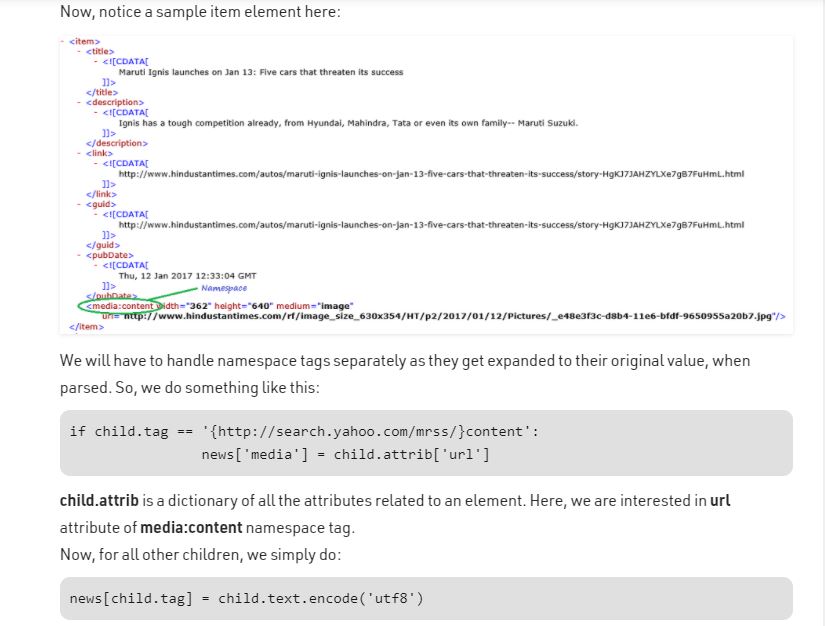 Now, notice a sample item element here:
- <item>
- <title>
- <![CDATA[
Maruti Ignis launches on Jan 13: Five cars that threaten its success
]]>
</title>
- <description>
- <![CDATA[
Ignis has a tough competition already, from Hyundai, Mahindra, Tata or even its own family-- Maruti Suzuki.
]]>
</description>
- <link>
- <![CDATA[
http://www.hindustantimes.com/autos/maruti-ignis-launches-on-jan-13-five-cars-that-threaten-its-success/story-HgKJ7JAHZYLXe7gB7FuHmL.html
]]>
</link>
- <guid>
- <![CDATA[
http://www.hindustantimes.com/autos/maruti-ignis-launches-on-jan-13-five-cars-that-threaten-its-success/story-HgKJ7JAHZYLXe7gB7FuHmL.html
]]>
</guid>
- <pubDate>
- <![CDATA[
Thu, 12 Jan 2017 12:33:04 GMT
]]> Namespace
</pubDate>
<media:content width="362" height="640" medium="image"
url="http://www.hindustantimes.com/rf/image_size_630x354/HT/p2/2017/01/12/Pictures/_e48e3f3c-d8b4-11e6-bfdf-9650955a20b7.jpg"/>
</item>
We will have to handle namespace tags separately as they get expanded to their original value, when
parsed. So, we do something like this:
if child.tag == '{http://search.yahoo.com/mrss/}content':
news['media'] = child.attrib['url']
child.attrib is a dictionary of all the attributes related to an element. Here, we are interested in url
attribute of media:content namespace tag.
Now, for all other children, we simply do:
news[child.tag] = child.text.encode('utf8')